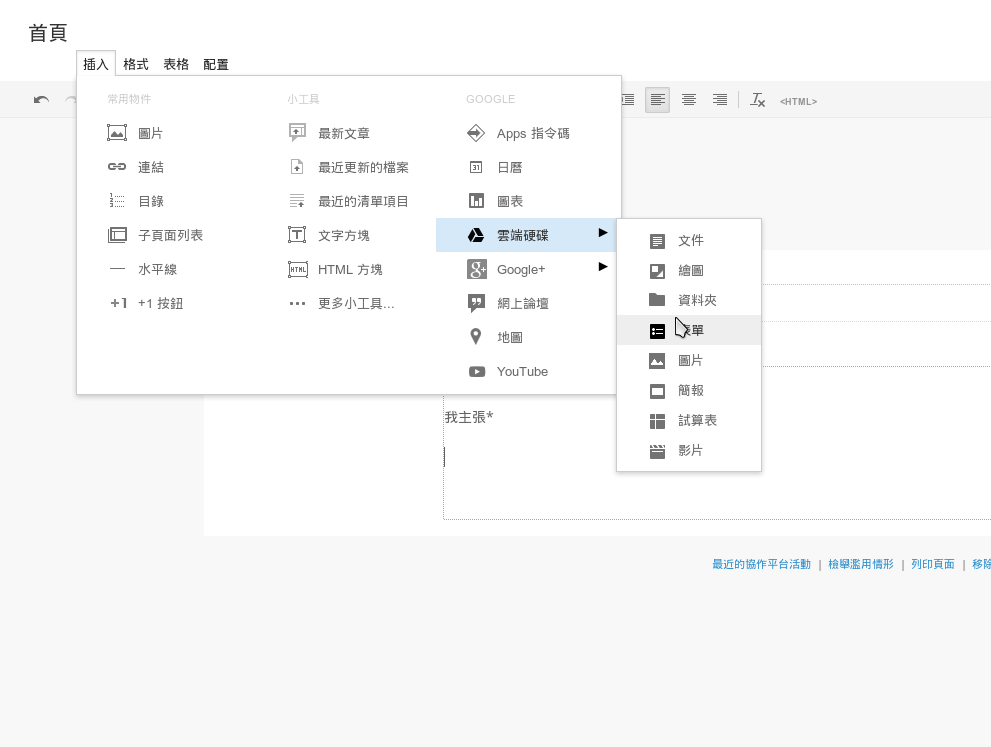 首頁
插入 格式 表格 配置
<HTML>
常用物件
圖片
連結
目錄
子頁面列表
水平線
+1 +1 按鈕
小工具
最新文章
最近更新的檔案
最近的清單項目
文字方塊
HTML HTML 方塊
更多小工具...
GOOGLE
Apps 指令碼
31 日曆
圖表
雲端硬碟
g+ Google+
網上論壇
地圖
YouTube
文件
繪圖
資料夾
單
圖片
簡報
試算表
影片
我主張*
最近的協作平台活動 | 檢舉濫用情形 | 列印頁面 | 移除